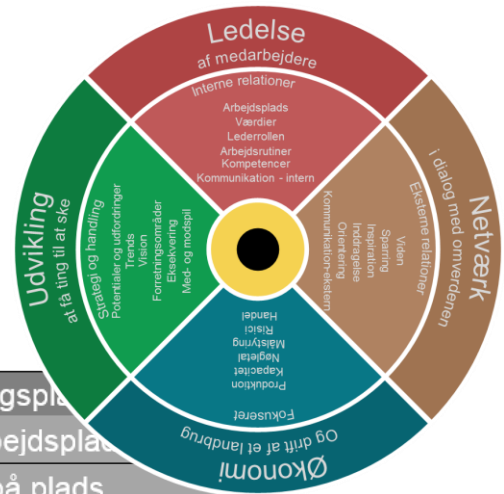 Ledelse
af medarbejdere
Interne relationer
Arbejdsplads
Værdier
Lederrollen
Arbejdsrutiner
Kompetencer
Kommunikation - intern
Netværk
i dialog med omverdenen
Eksterne relationer
Viden
Sparring
Inspiration
Inddragelse
Orientering
Kommunikation-ekstern
Økonomi
Og drift af et landbrug
Fokuseret
Produktion
Kapacitet
Nøgletal
Målstyring
Risici
Handel
Udvikling
at få ting til at ske
Strategi og handling
Potentialer og udfordringer
Trends
Vision
Forretningsområder
Eksekvering
Med- og modspil
på plads